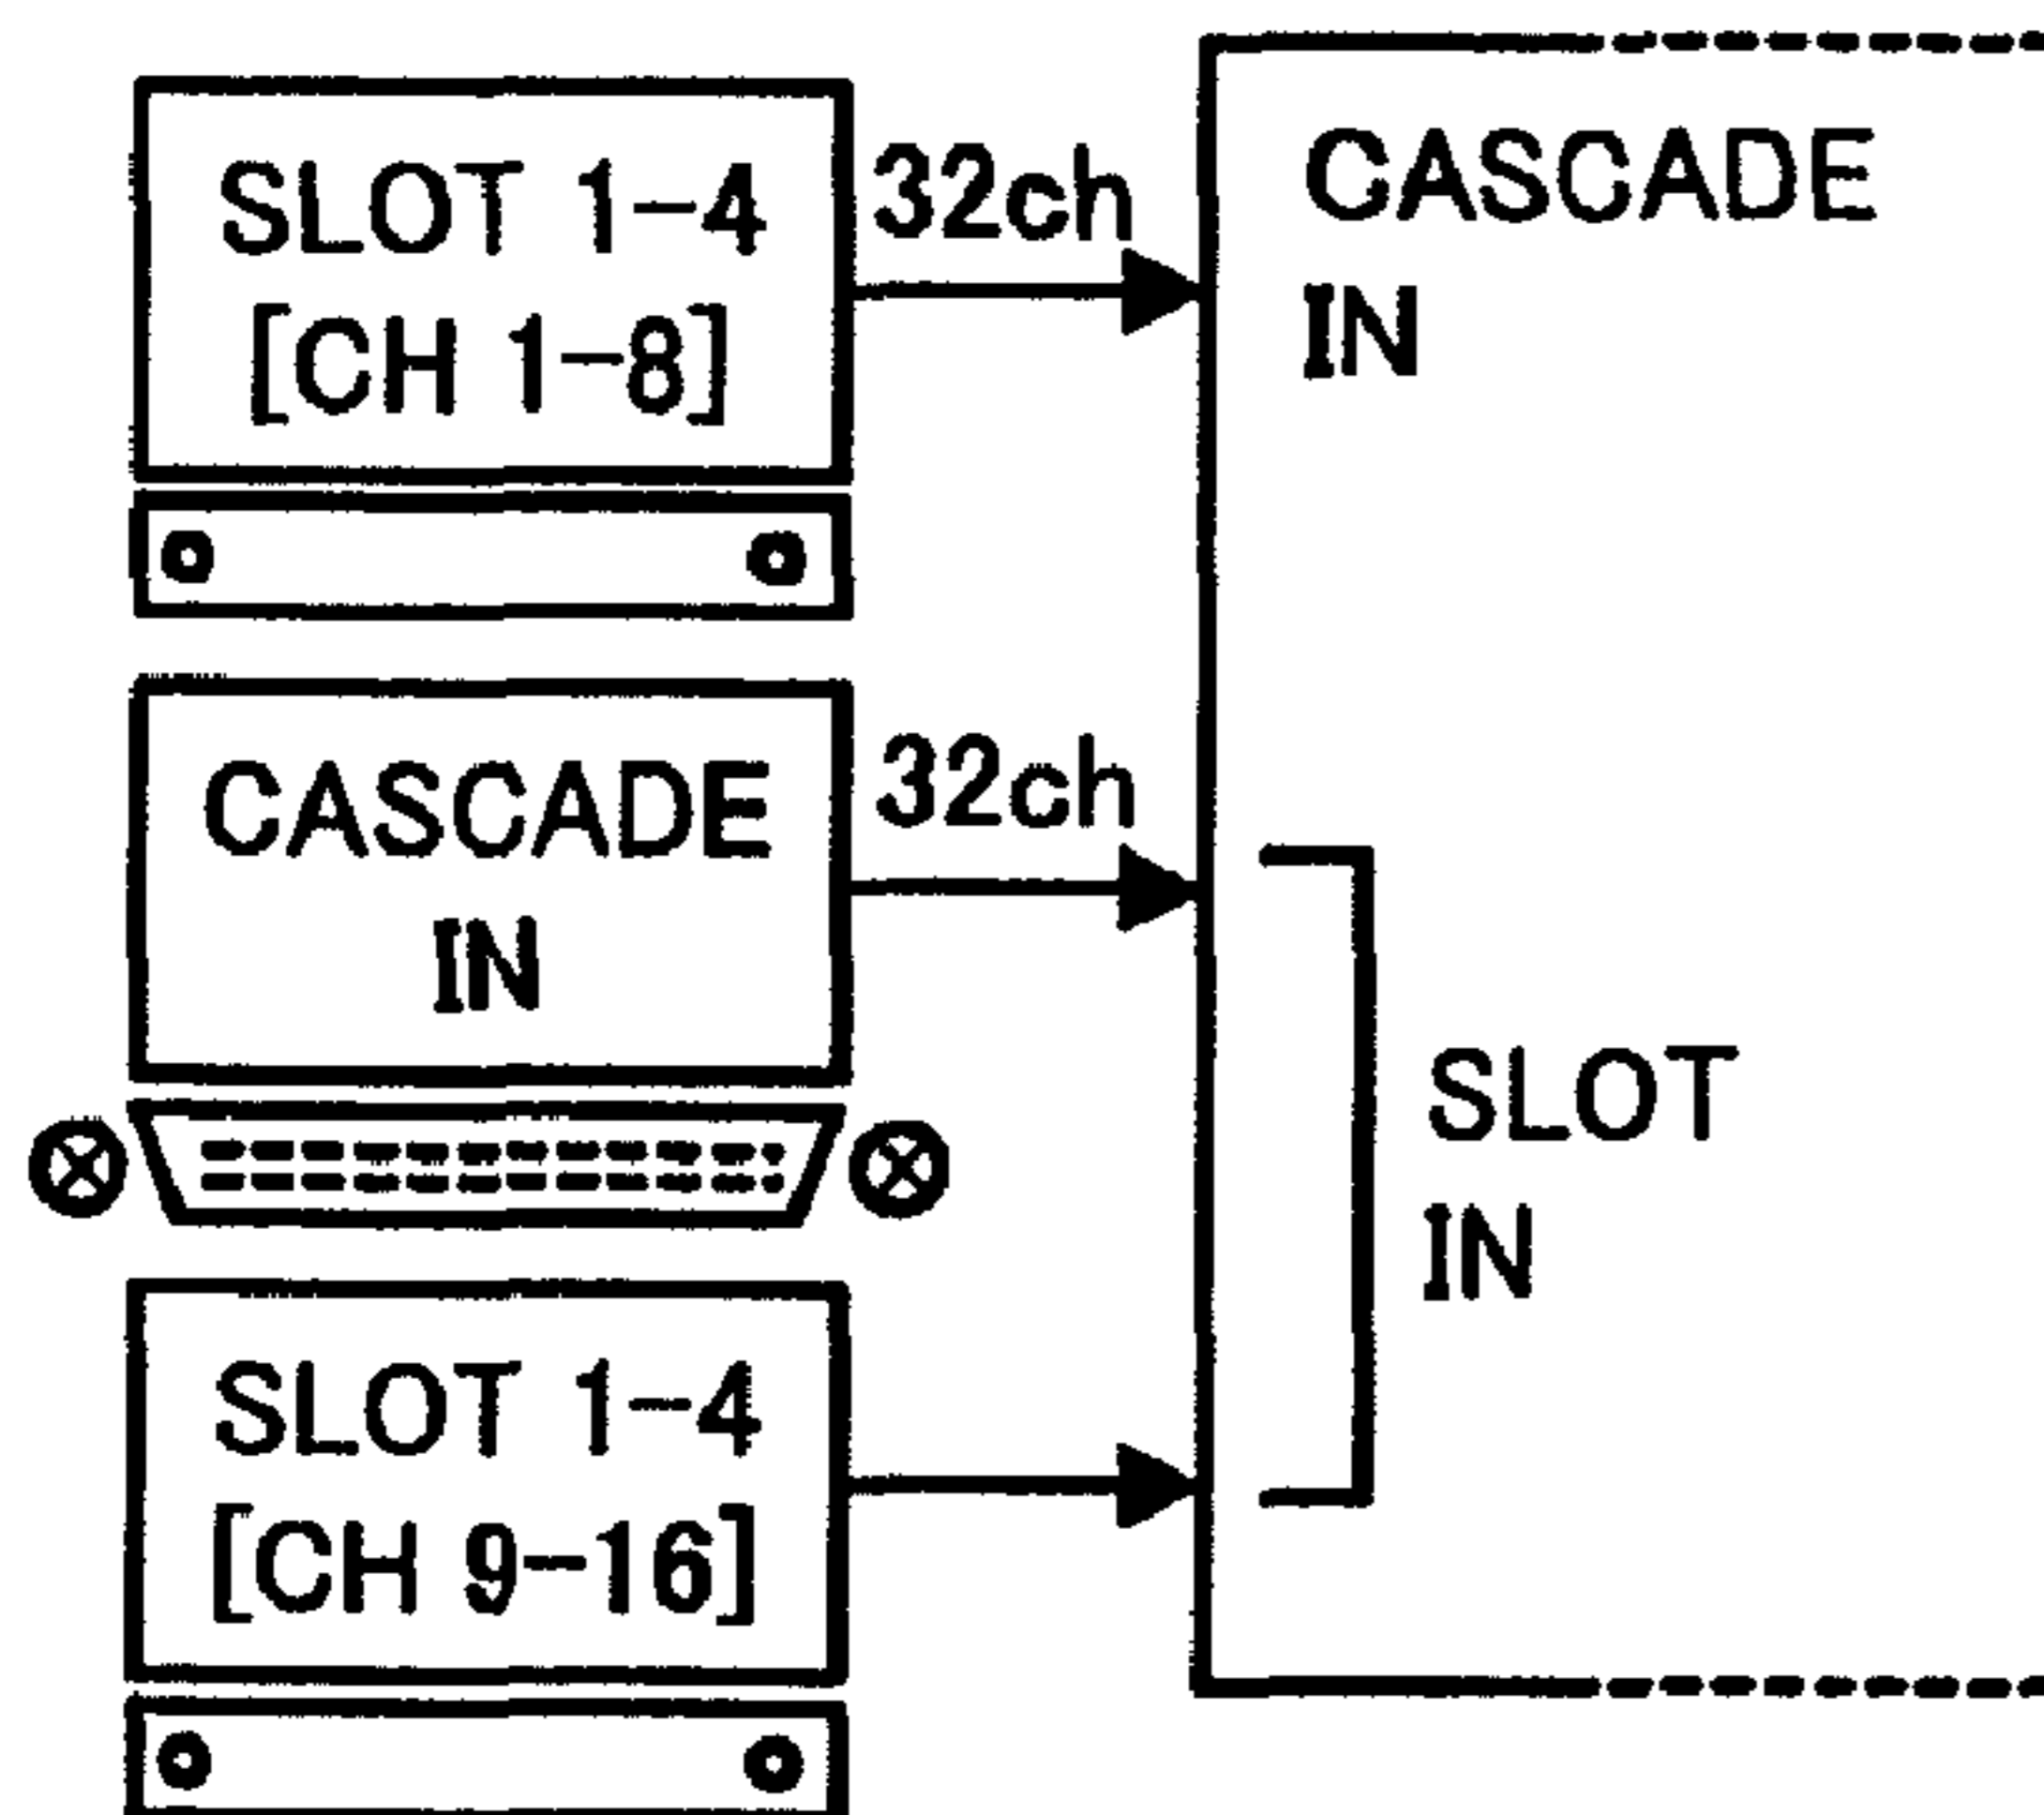 SLOT 1-4
[CH 1-8]
32ch
CASCADE
IN
CASCADE
IN
32ch
SLOT
IN
SLOT 1-4
[CH 9-16]